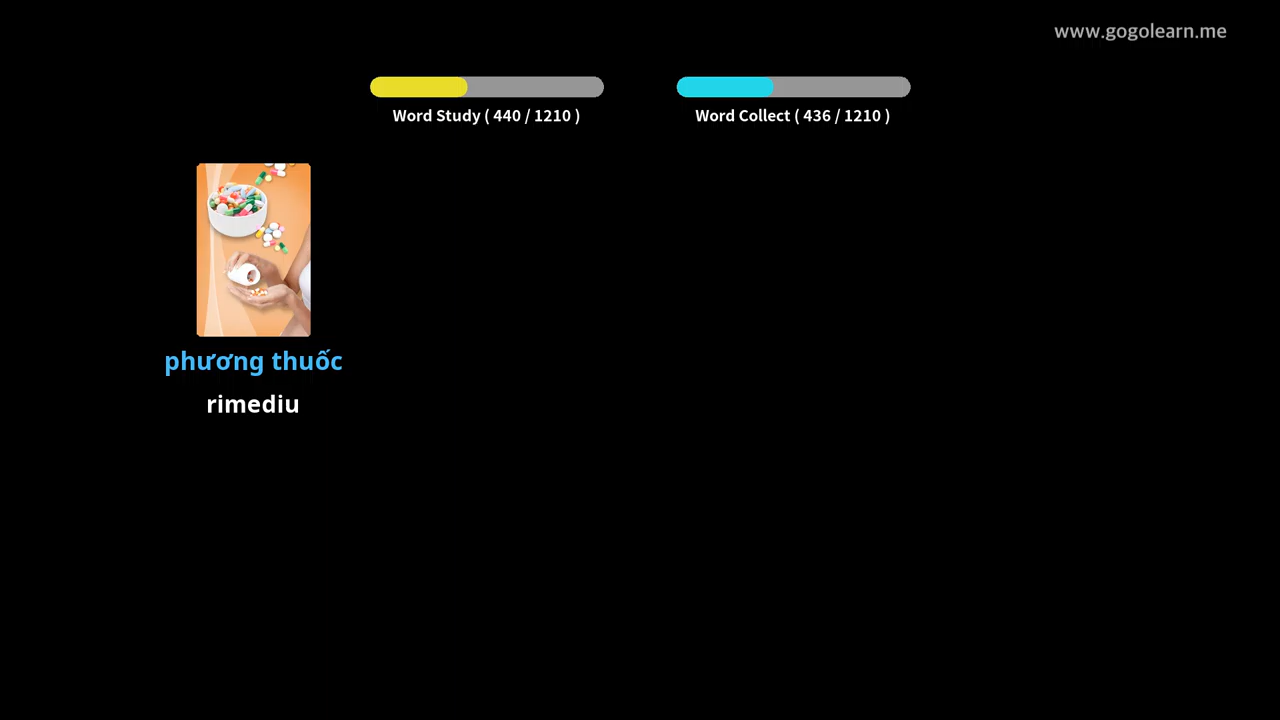 www.gogolearn.me
Word Study ( 440 / 1210 )
Word Collect ( 436 / 1210 )
phương thuốc
rimediu